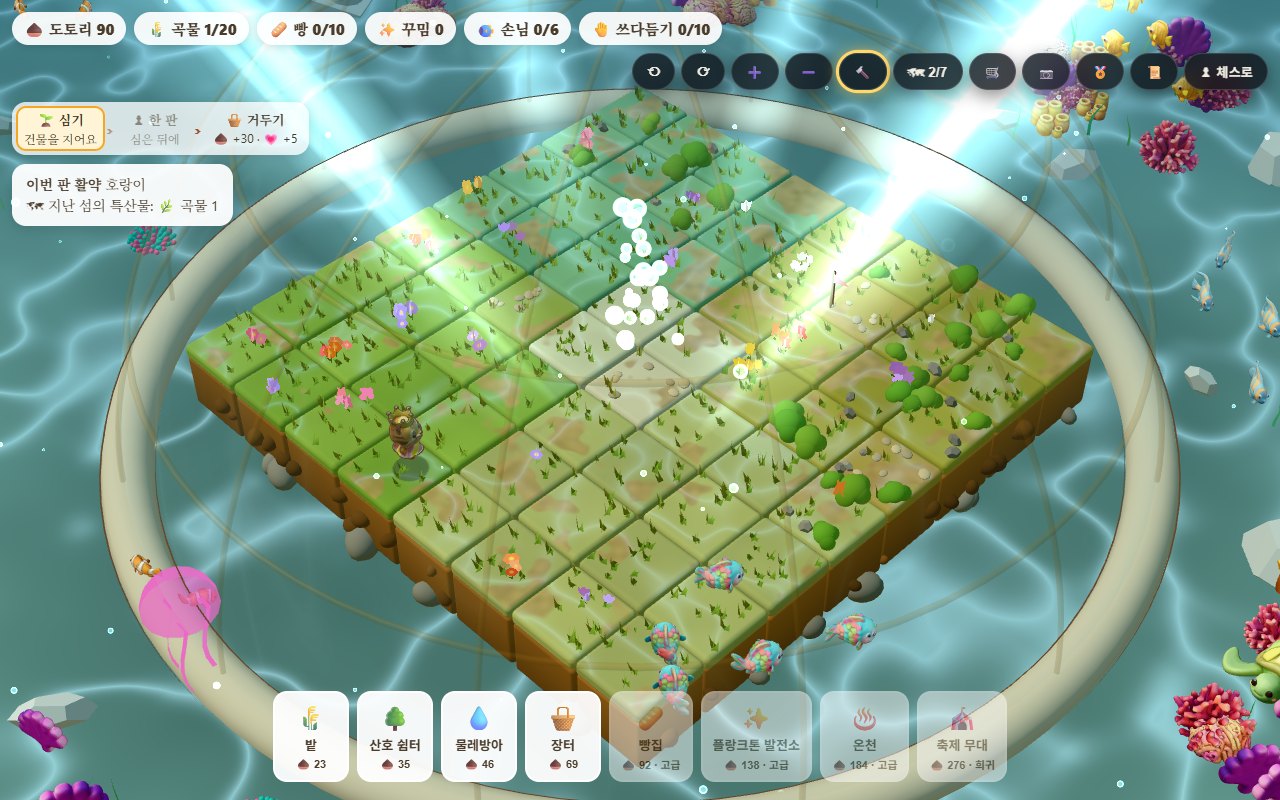 도토리 90
곡물 1/20
빵 0/10
꾸밈 0
손님 0/6
쓰다듬기 0/10
2/7
체스로
심기
건물을 지어요
한 판
심은 뒤에
거두기
+30 · +5
이번 판 활약 호랑이
지난 섬의 특산물: 곡물 1
밭
23
산호 쉼터
35
물레방아
46
장터
69
빵집
92 · 고급
플랑크톤 발전소
138 · 고급
온천
184 · 고급
축제 무대
276 · 희귀